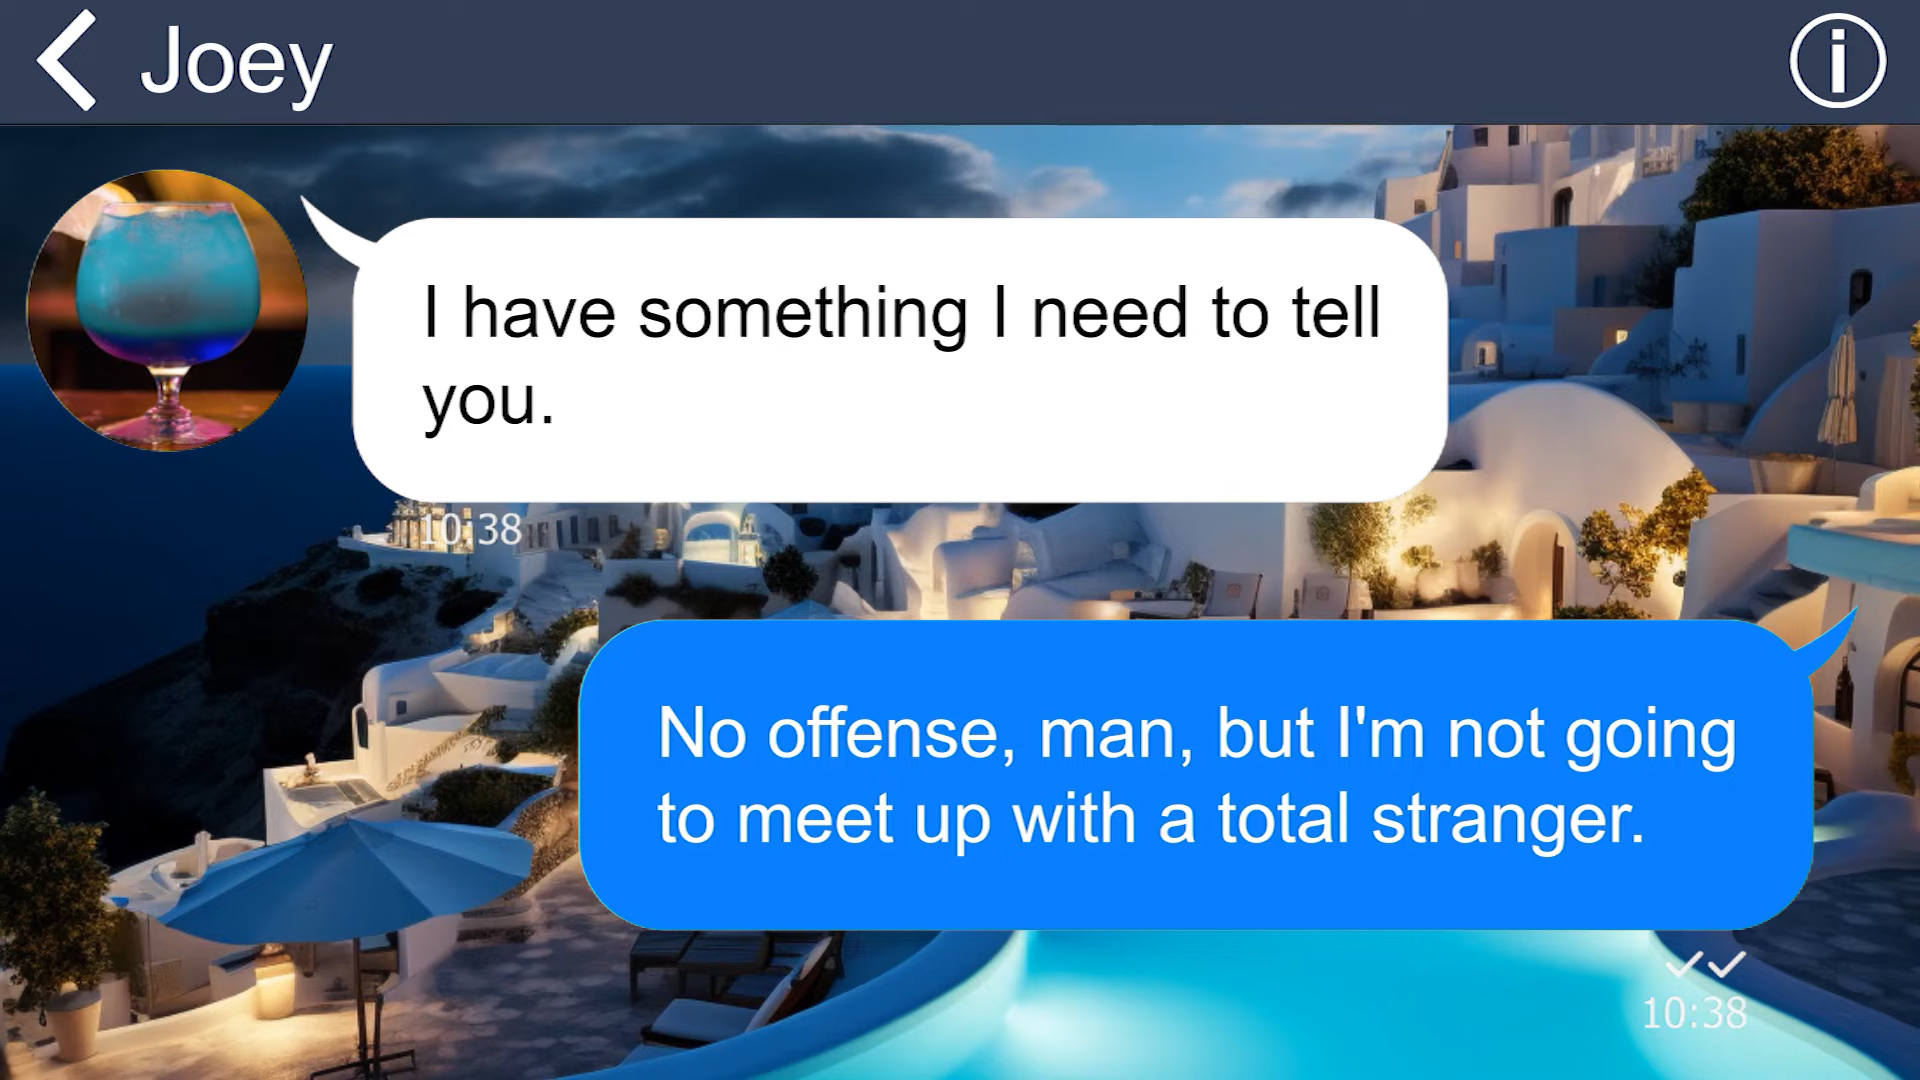 Joey
I have something I need to tell
you.
10:38
No offense, man, but I'm not going
to meet up with a total stranger.
10:38